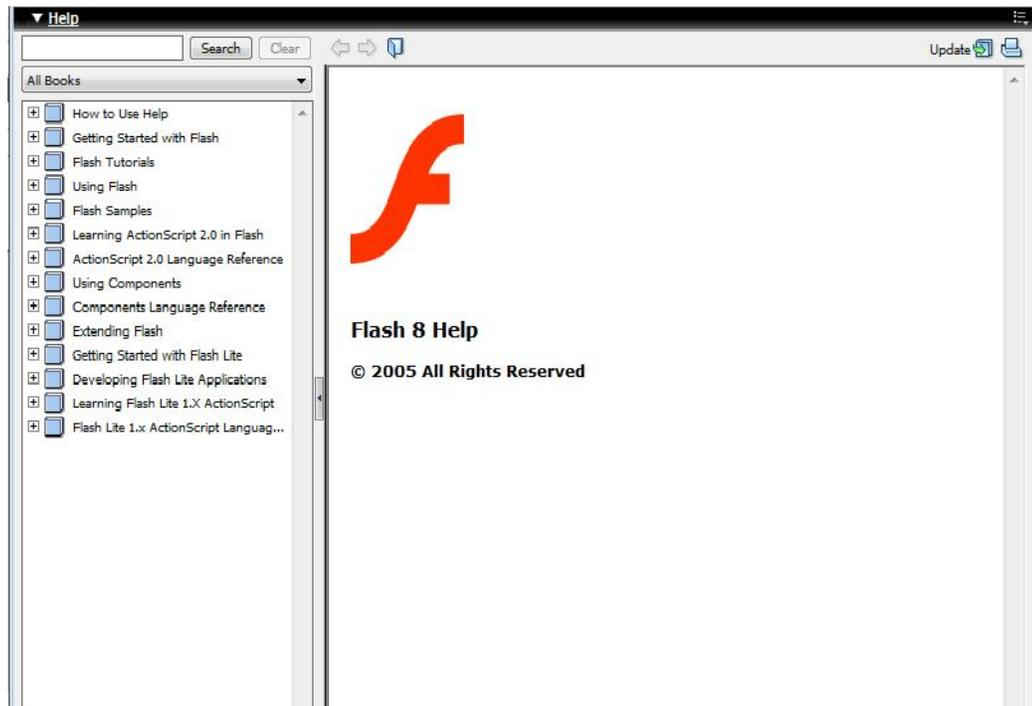 Help
Search Clear Update
All Books
How to Use Help
Getting Started with Flash
Flash Tutorials
Using Flash
Flash Samples
Learning ActionScript 2.0 in Flash
ActionScript 2.0 Language Reference
Using Components
Components Language Reference
Extending Flash
Getting Started with Flash Lite
Developing Flash Lite Applications
Learning Flash Lite 1.X ActionScript
Flash Lite 1.x ActionScript Languag...
Flash 8 Help
© 2005 All Rights Reserved